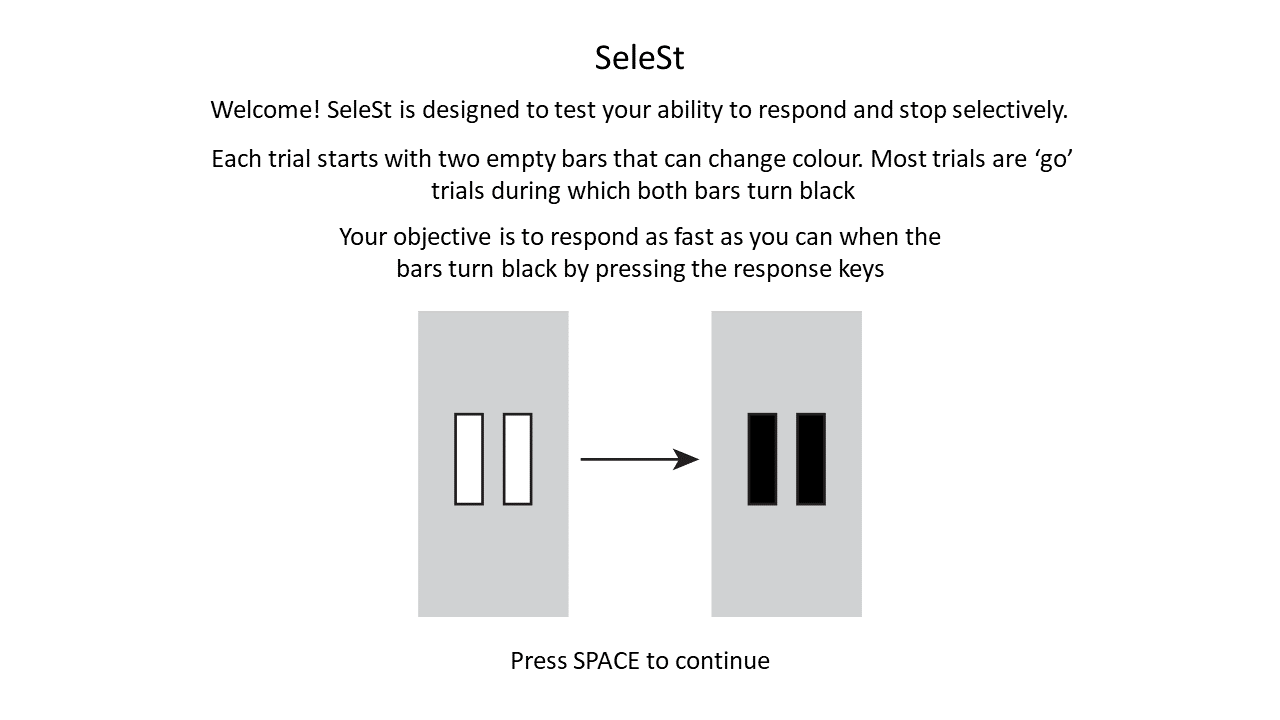 SeleSt
Welcome! SeleSt is designed to test your ability to respond and stop selectively.
Each trial starts with two empty bars that can change colour. Most trials are ‘go’
trials during which both bars turn black
Your objective is to respond as fast as you can when the
bars turn black by pressing the response keys
Press SPACE to continue